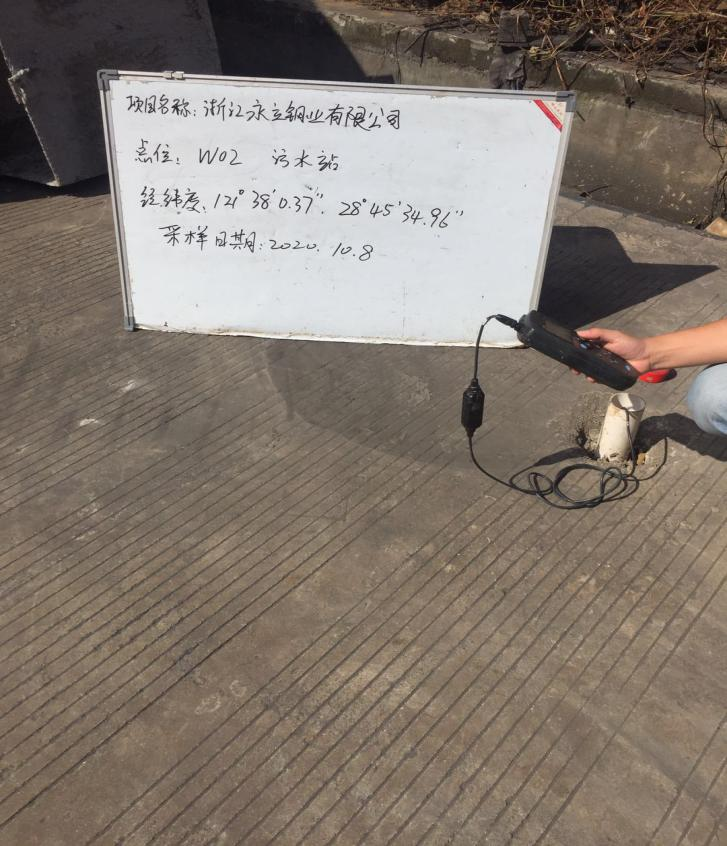 项目名称：浙江永立铜业有限公司
点位：W02 污水站
经纬度：121°38′0.37″. 28°45′34.96″
采样日期：2020.10.8